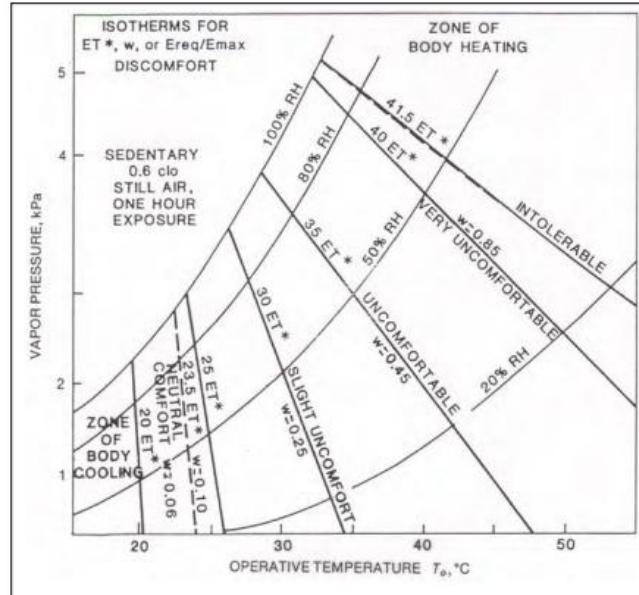 ISOTHERMS FOR
ET*, w, or Ereq/Emax
DISCOMFORT
ZONE OF
BODY HEATING
SEDENTARY
0.6 clo
STILL AIR,
ONE HOUR
EXPOSURE
100% RH
80% RH
50% RH
20% RH
41.5 ET*
INTOLERABLE
40 ET*
w=0.85
VERY UNCOMFORTABLE
35 ET*
UNCOMFORTABLE
w=0.45
30 ET*
SLIGHT UNCOMFORT
w=0.25
25 ET*
23.5 ET* w=0.10
NEUTRAL
COMFORT w=0.06
20 ET*
ZONE
OF
BODY
COOLING
VAPOR PRESSURE, kPa
5
4
2
1
20
30
40
50
OPERATIVE TEMPERATURE To, °C